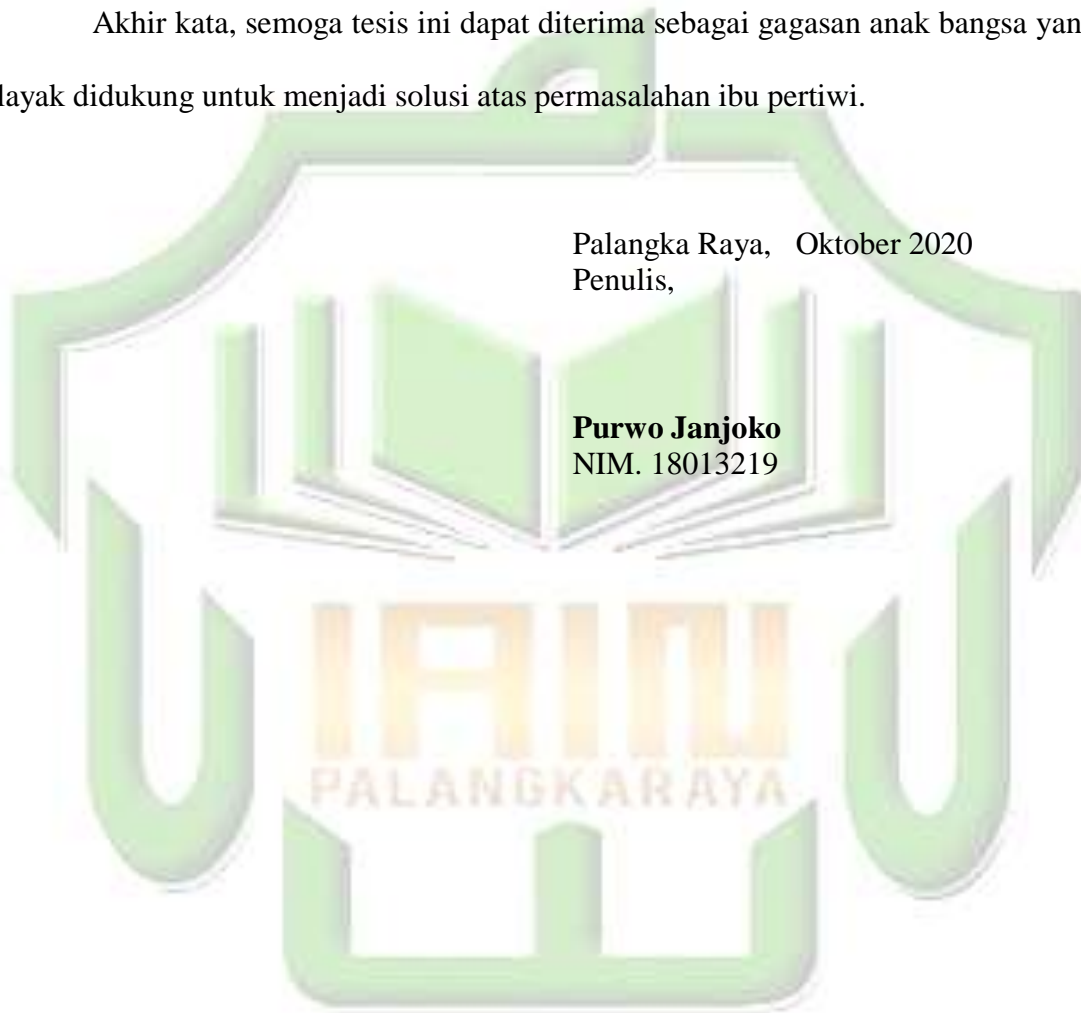 Akhir kata, semoga tesis ini dapat diterima sebagai gagasan anak bangsa yan
layak didukung untuk menjadi solusi atas permasalahan ibu pertiwi.
Palangka Raya, Oktober 2020
Penulis,
Purwo Janjoko
NIM. 18013219
IAIN
PALANGKARAYA